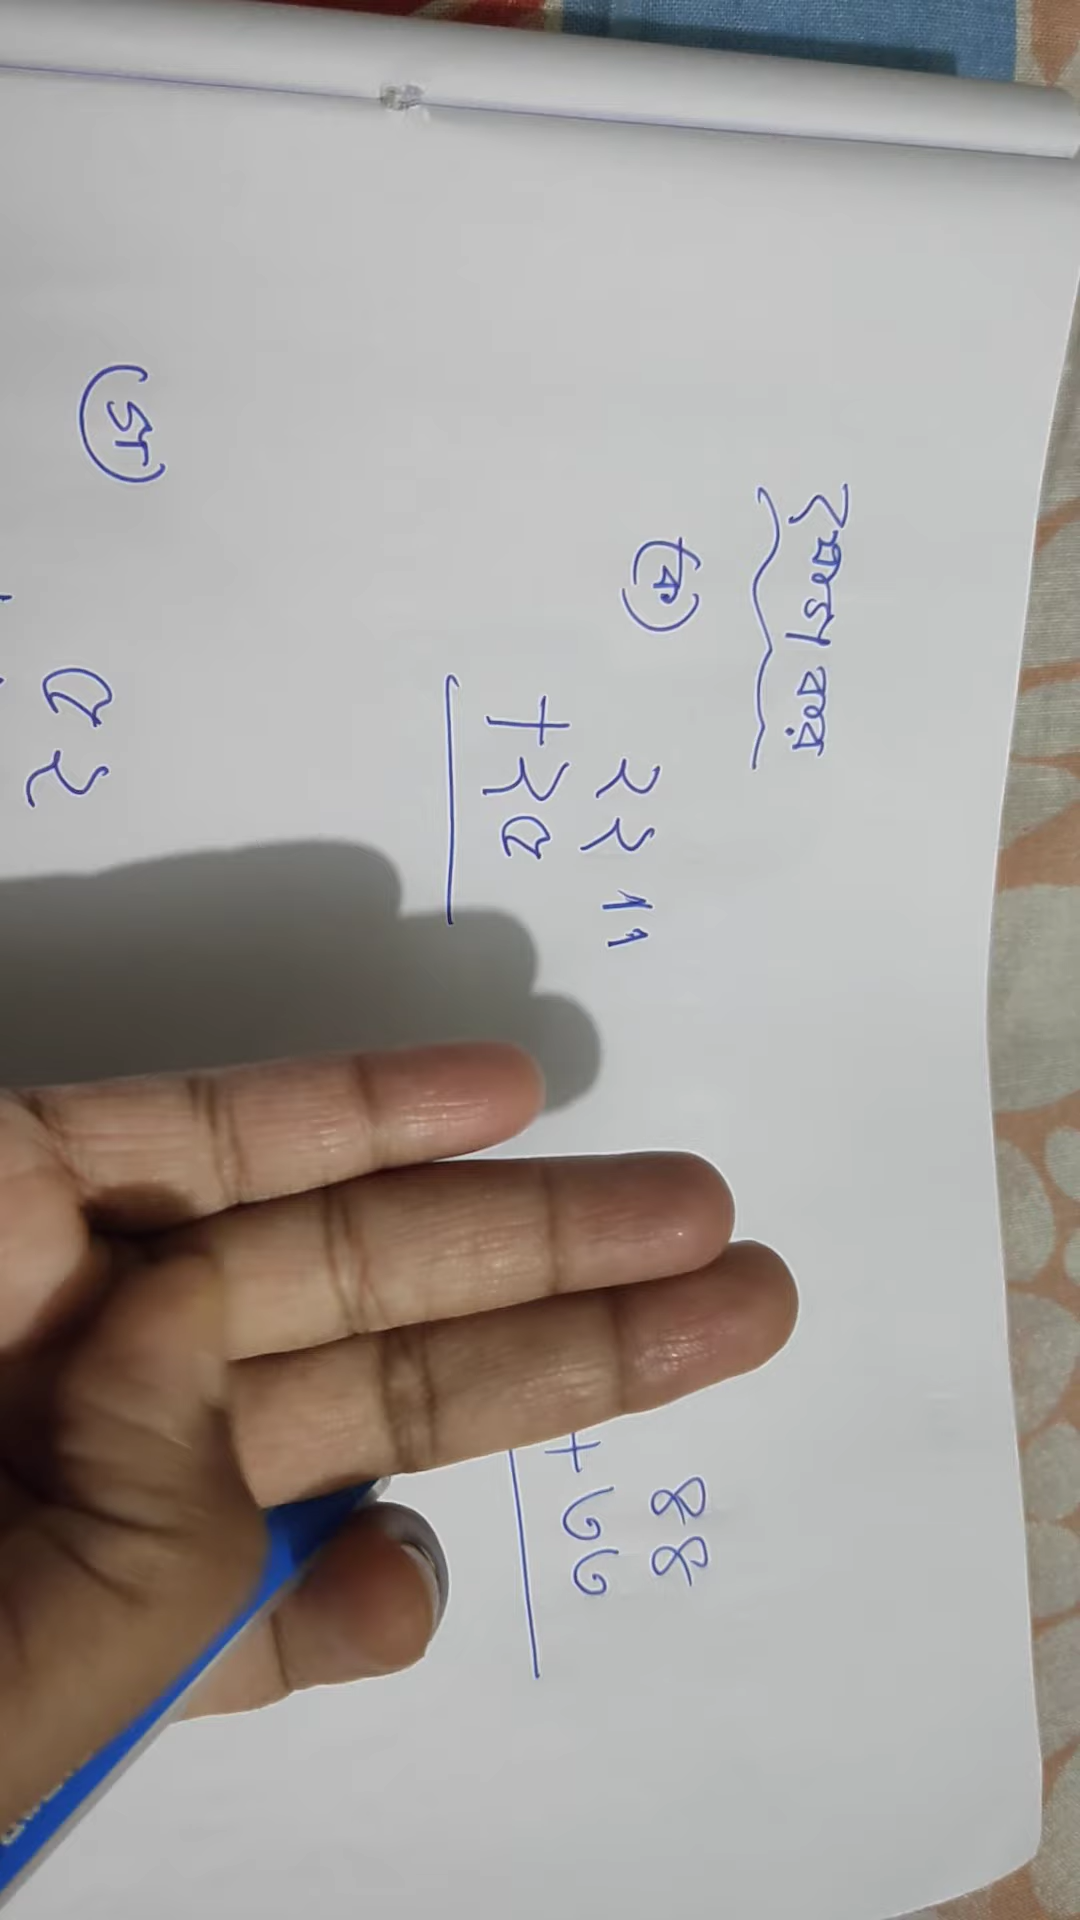 যোগ কর
(ক)
২২ ॥
+২৫
৪৪
+৬৬
(গ)
৫২